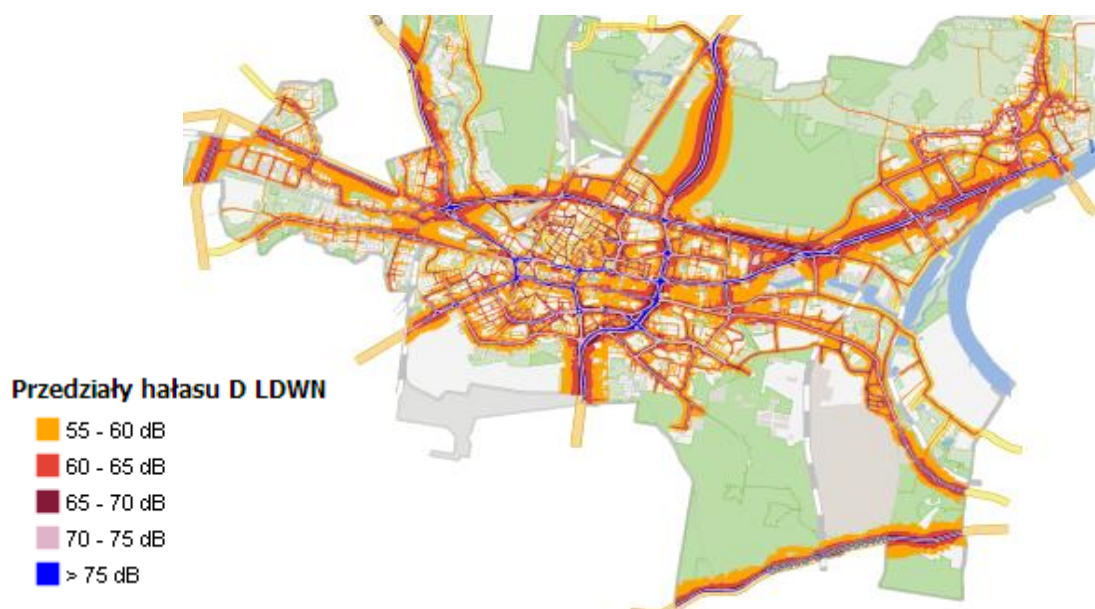 Przedziały hałasu D LDWN
55 - 60 dB
60 - 65 dB
65 - 70 dB
70 - 75 dB
> 75 dB